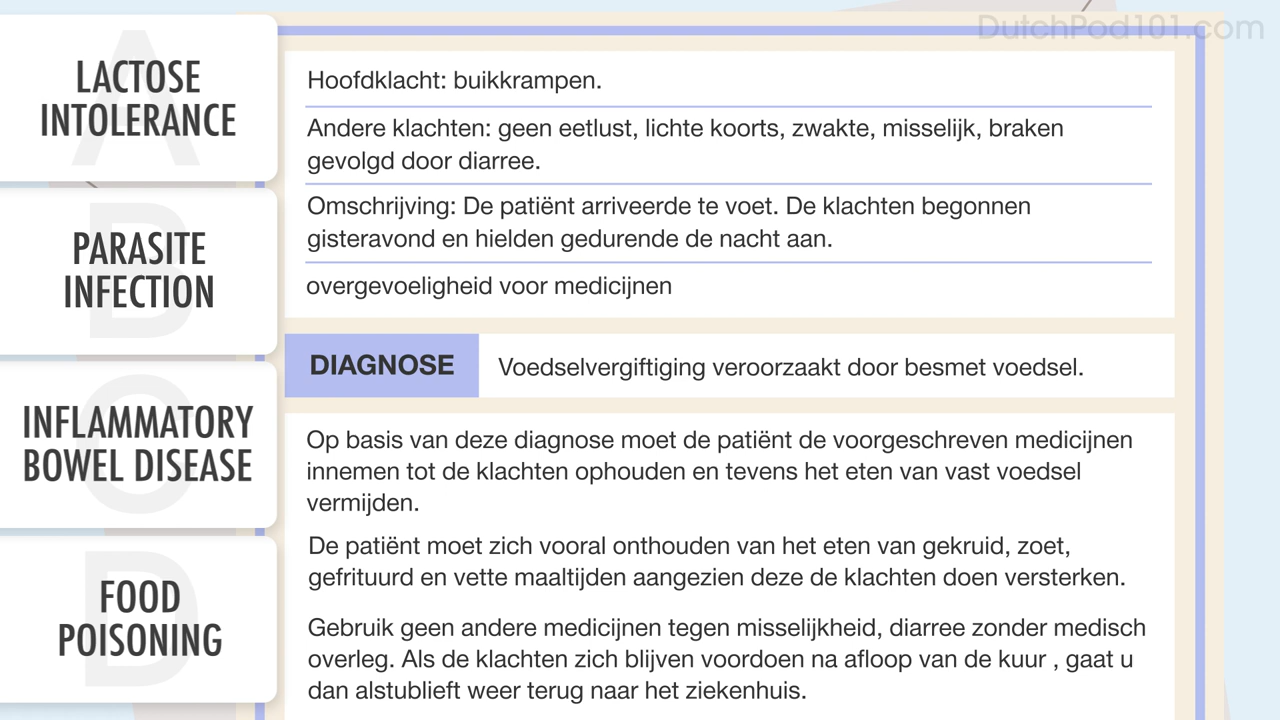 DutchPod101.com
A
LACTOSE
INTOLERANCE
B
PARASITE
INFECTION
C
INFLAMMATORY
BOWEL DISEASE
D
FOOD
POISONING
Hoofdklacht: buikkrampen.
Andere klachten: geen eetlust, lichte koorts, zwakte, misselijk, braken
gevolgd door diarree.
Omschrijving: De patiënt arriveerde te voet. De klachten begonnen
gisteravond en hielden gedurende de nacht aan.
overgevoeligheid voor medicijnen
DIAGNOSE
Voedselvergiftiging veroorzaakt door besmet voedsel.
Op basis van deze diagnose moet de patiënt de voorgeschreven medicijnen
innemen tot de klachten ophouden en tevens het eten van vast voedsel
vermijden.
De patiënt moet zich vooral onthouden van het eten van gekruid, zoet,
gefrituurd en vette maaltijden aangezien deze de klachten doen versterken.
Gebruik geen andere medicijnen tegen misselijkheid, diarree zonder medisch
overleg. Als de klachten zich blijven voordoen na afloop van de kuur , gaat u
dan alstublieft weer terug naar het ziekenhuis.